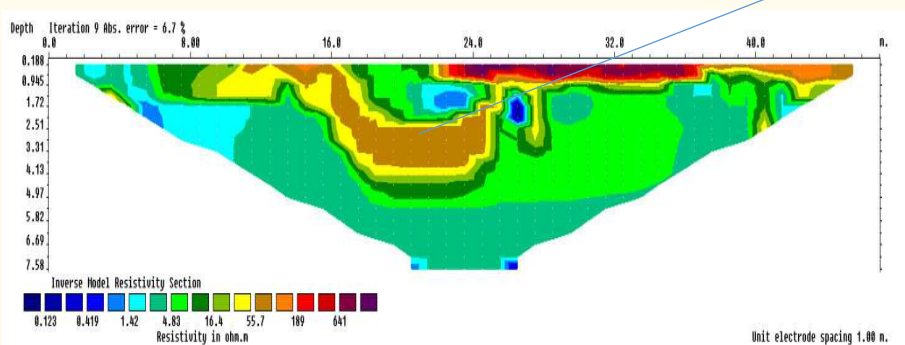 Depth Iteration 9 Abs. error = 6.7 %
0.0 8.00 16.0 24.0 32.0 40.0 m.
0.188
0.945
1.72
2.51
3.31
4.13
4.97
5.82
6.69
7.58
Inverse Model Resistivity Section
0.123 0.419 1.42 4.83 16.4 55.7 189 641
Resistivity in ohm.m
Unit electrode spacing 1.00 m.